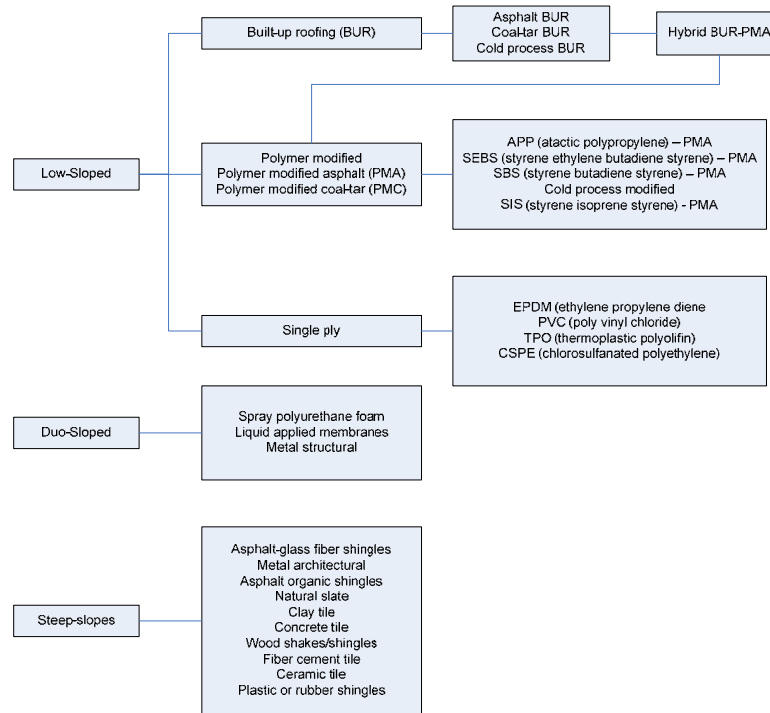 Built-up roofing (BUR)
Asphalt BUR
Coal-tar BUR
Cold process BUR
Hybrid BUR-PMA
Low-Sloped
Polymer modified
Polymer modified asphalt (PMA)
Polymer modified coal-tar (PMC)
APP (atactic polypropylene) – PMA
SEBS (styrene ethylene butadiene styrene) – PMA
SBS (styrene butadiene styrene) – PMA
Cold process modified
SIS (styrene isoprene styrene) - PMA
Single ply
EPDM (ethylene propylene diene
PVC (poly vinyl chloride)
TPO (thermoplastic polyolifin)
CSPE (chlorosulfanated polyethylene)
Duo-Sloped
Spray polyurethane foam
Liquid applied membranes
Metal structural
Steep-slopes
Asphalt-glass fiber shingles
Metal architectural
Asphalt organic shingles
Natural slate
Clay tile
Concrete tile
Wood shakes/shingles
Fiber cement tile
Ceramic tile
Plastic or rubber shingles